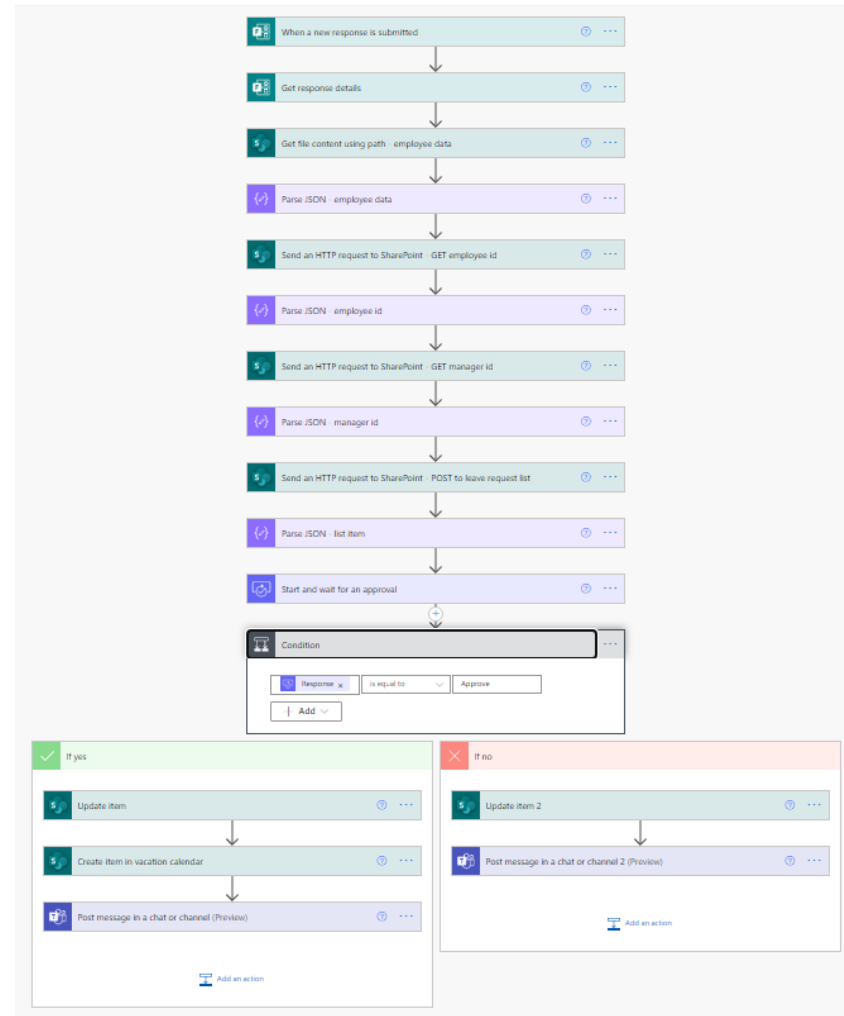 When a new response is submitted
Get response details
Get file content using path - employee data
Parse JSON - employee data
Send an HTTP request to SharePoint - GET employee id
Parse JSON - employee id
Send an HTTP request to SharePoint - GET manager id
Parse JSON - manager id
Send an HTTP request to SharePoint - POST to leave request list
Parse JSON - list item
Start and wait for an approval
Condition
Response x is equal to Approve
Add
If yes
If no
Update item
Update item 2
Create item in vacation calendar
Post message in a chat or channel 2 (Preview)
Post message in a chat or channel (Preview)
Add an action
Add an action